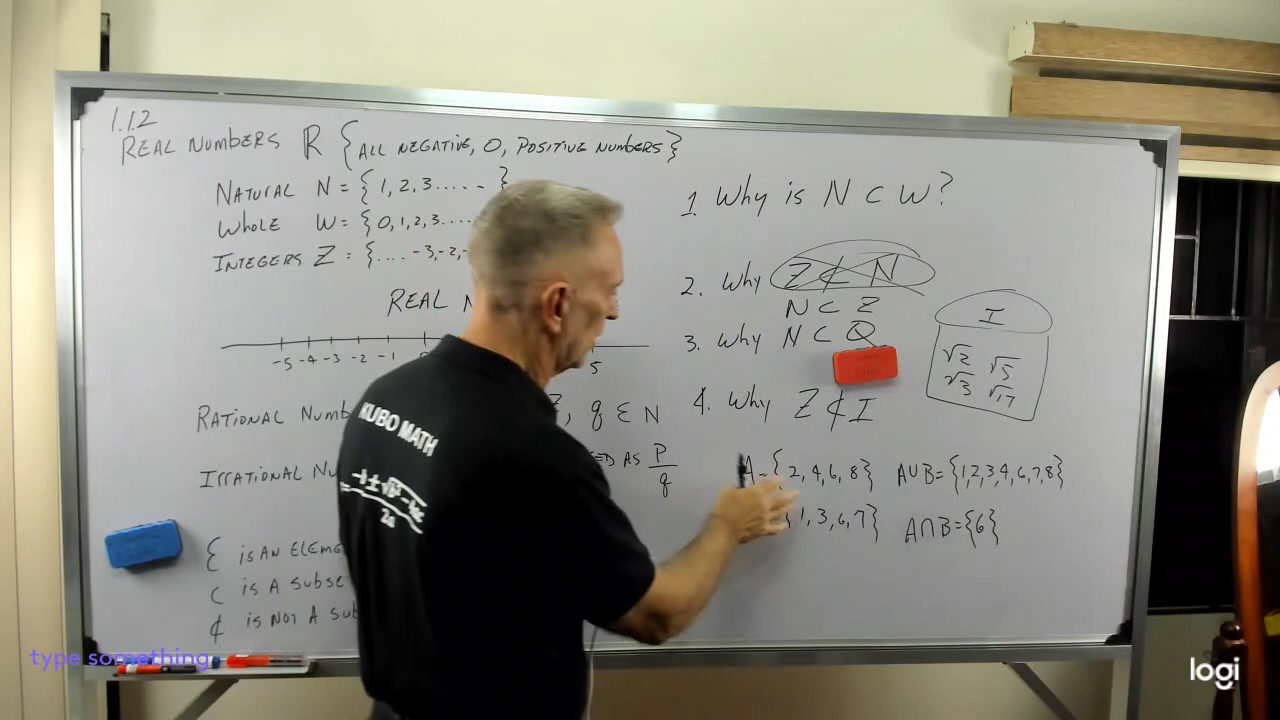 1.1.2
REAL NUMBERS ℝ {ALL NEGATIVE, 0, POSITIVE NUMBERS}
NATURAL N = {1, 2, 3.....}
WHOLE W = {0, 1, 2, 3....
INTEGERS Z = {.... -3, -2, -
REAL N
-5 -4 -3 -2 -1
5
RATIONAL NUMB
, q ε N
IRRATIONAL NU
AS P/q
ε IS AN ELEME
⊂ IS A SUBSE
⊄ IS NOT A SUB
1. Why is N ⊂ W?
2. Why Z ⊄ N
N ⊂ Z
3. Why N ⊂ Q
4. Why Z ⊄ I
I
√2 √5
√3 √17
A = {2, 4, 6, 8} A∪B = {1,2,3,4,6,7,8}
{1, 3, 6, 7} A∩B = {6}
KUBO MATH
type something
logi